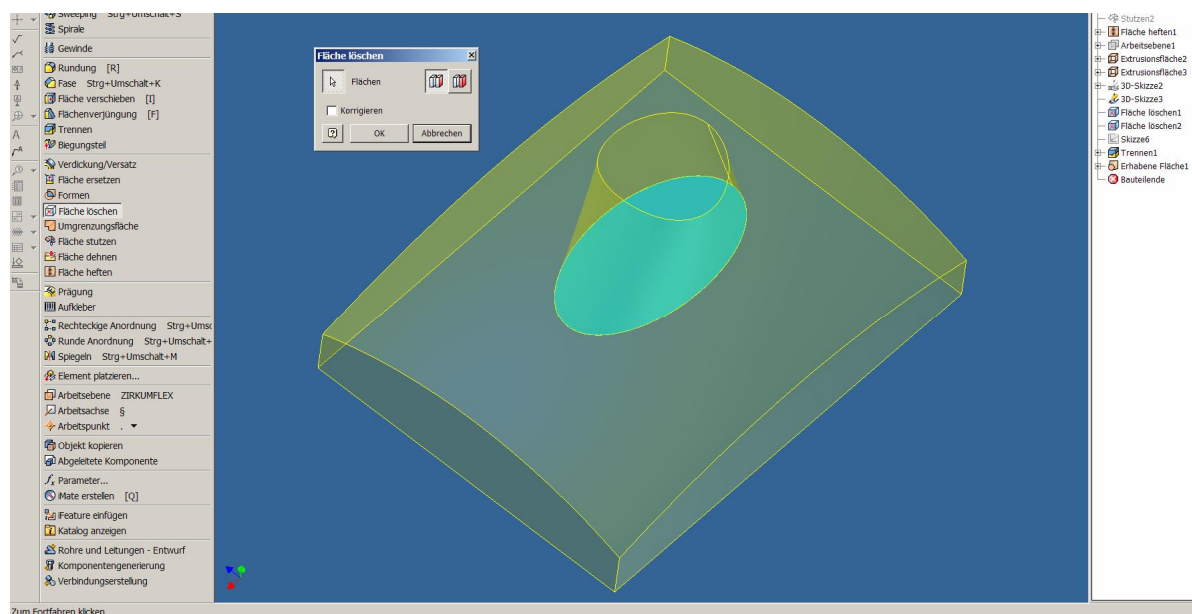 Sweeping Strg+Umschalt+S
Spirale
Gewinde
Rundung [R]
Fase Strg+Umschalt+K
Fläche verschieben [I]
Flächenverjüngung [F]
Trennen
Biegungsteil
Verdickung/Versatz
Fläche ersetzen
Formen
Fläche löschen
Umgrenzungsfläche
Fläche stutzen
Fläche dehnen
Fläche heften
Prägung
Aufkleber
Rechteckige Anordnung Strg+Umsc
Runde Anordnung Strg+Umschalt+
Spiegeln Strg+Umschalt+M
Element platzieren...
Arbeitsebene ZIRKUMFLEX
Arbeitsachse §
Arbeitspunkt .
Objekt kopieren
Abgeleitete Komponente
Parameter...
iMate erstellen [Q]
iFeature einfügen
Katalog anzeigen
Rohre und Leitungen - Entwurf
Komponentengenerierung
Verbindungserstellung
Zum Fortfahren klicken
Fläche löschen
Flächen
Korrigieren
OK Abbrechen
Stutzen2
Fläche heften1
Arbeitsebene1
Extrusionsfläche2
Extrusionsfläche3
3D-Skizze2
3D-Skizze3
Fläche löschen1
Fläche löschen2
Skizze6
Trennen1
Erhabene Fläche1
Bauteilende